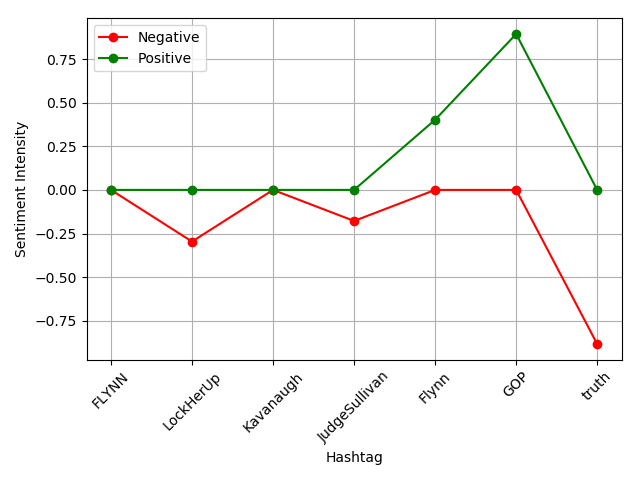 Negative
Positive
0.75
0.50
0.25
0.00
−0.25
−0.50
−0.75
Sentiment Intensity
FLYNN
LockHerUp
Kavanaugh
JudgeSullivan
Flynn
GOP
truth
Hashtag